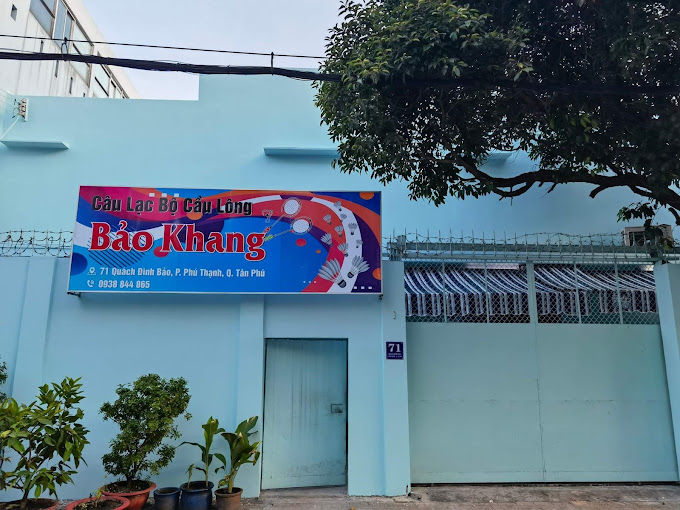 Câu Lạc Bộ Cầu Lông
Bảo Khang
71 Quách Đình Bảo, P. Phú Thạnh, Q. Tân Phú
0938 844 865
71